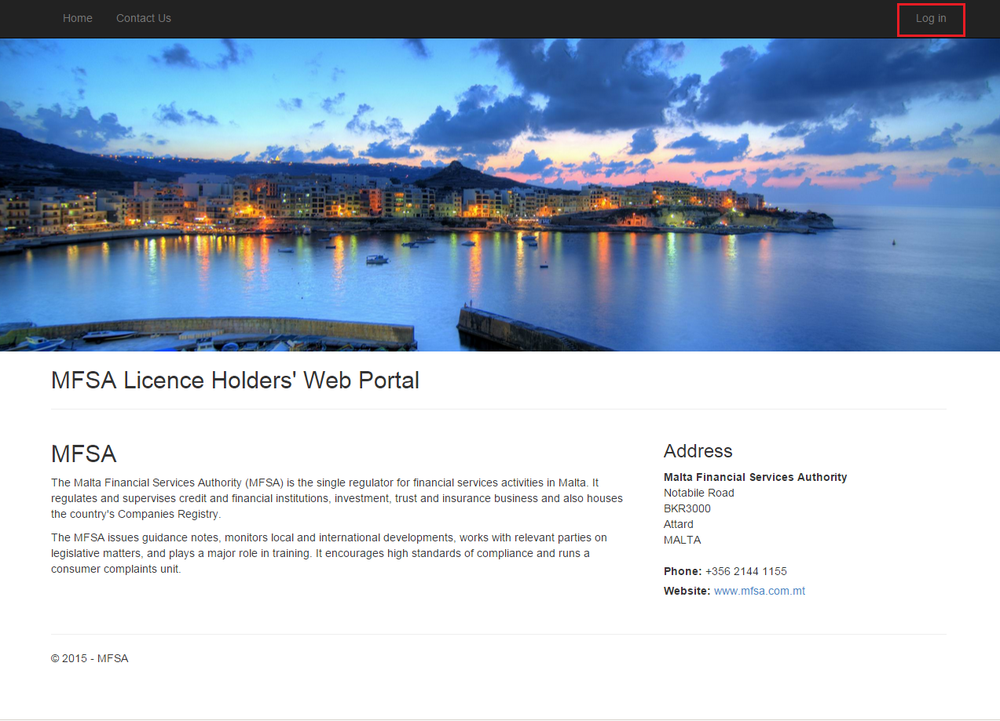 Home Contact Us Log in
MFSA Licence Holders' Web Portal
MFSA
The Malta Financial Services Authority (MFSA) is the single regulator for financial services activities in Malta. It
regulates and supervises credit and financial institutions, investment, trust and insurance business and also houses
the country's Companies Registry.
The MFSA issues guidance notes, monitors local and international developments, works with relevant parties on
legislative matters, and plays a major role in training. It encourages high standards of compliance and runs a
consumer complaints unit.
Address
Malta Financial Services Authority
Notabile Road
BKR3000
Attard
MALTA
Phone: +356 2144 1155
Website: www.mfsa.com.mt
© 2015 - MFSA